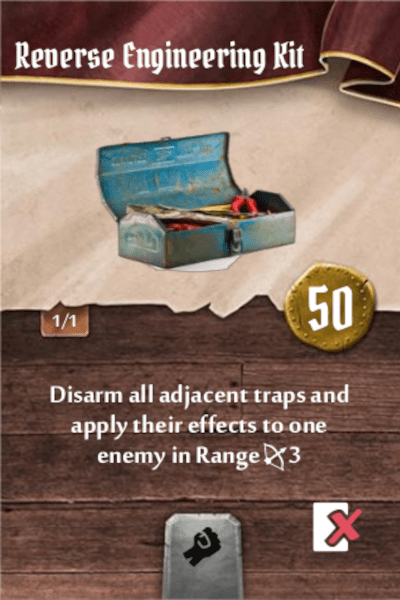 Reverse Engineering Kit
1/1
50
Disarm all adjacent traps and
apply their effects to one
enemy in Range 3